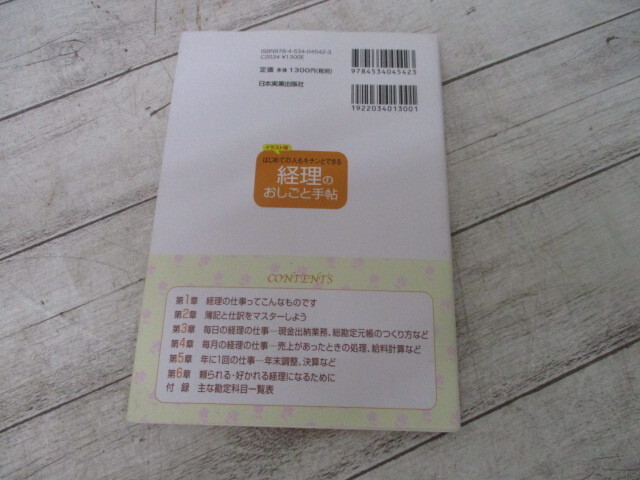 ISBN978-4-534-04542-3
C2034 ¥1300E
定価 本体1300円(税別)
日本実業出版社
9784534045423
1922034013001
イラスト版
はじめての人もキチンとできる
経理の
おしごと手帖
CONTENTS
第1章 経理の仕事ってこんなものです
第2章 簿記と仕訳をマスターしよう
第3章 毎日の経理の仕事―現金出納業務、総勘定元帳のつくり方など
第4章 毎月の経理の仕事―売上があったときの処理、給料計算など
第5章 年に1回の仕事―年末調整、決算など
第6章 頼られる・好かれる経理になるために
付 録 主な勘定科目一覧表